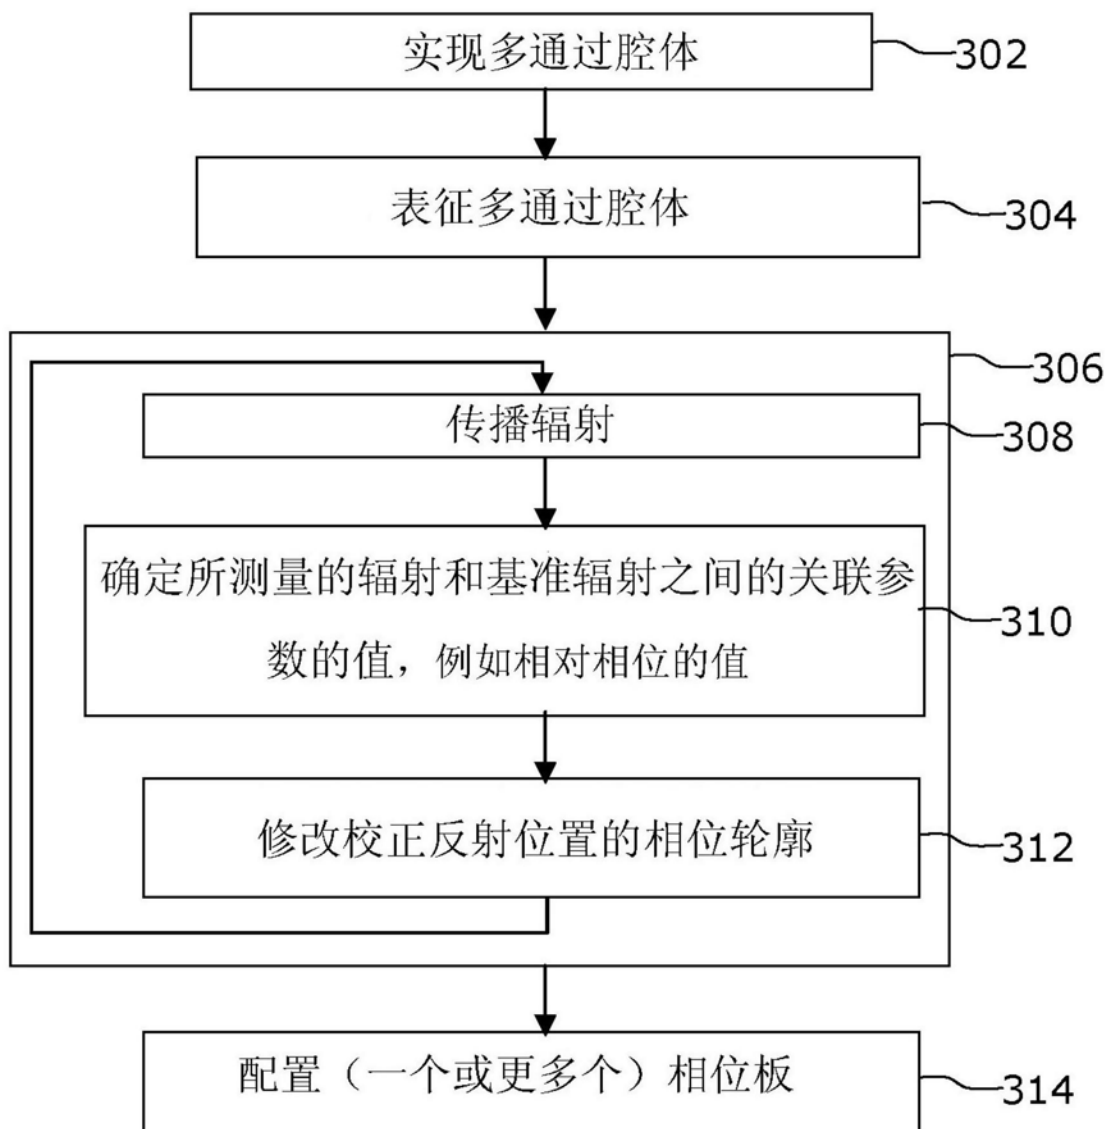 实现多通过腔体
302
表征多通过腔体
304
306
传播辐射
308
确定所测量的辐射和基准辐射之间的关联参
数的值，例如相对相位的值
310
修改校正反射位置的相位轮廓
312
配置（一个或更多个）相位板
314